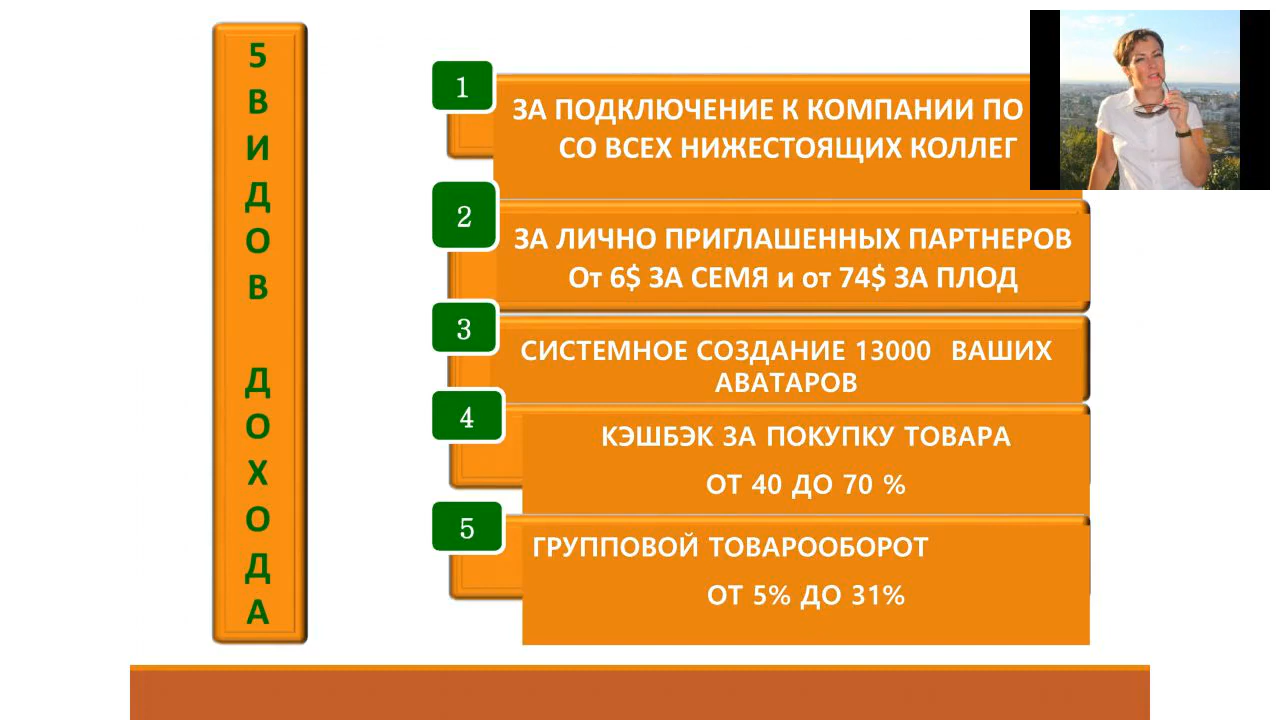 5 ВИДОВ ДОХОДА
1
ЗА ПОДКЛЮЧЕНИЕ К КОМПАНИИ ПО
СО ВСЕХ НИЖЕСТОЯЩИХ КОЛЛЕГ
2
ЗА ЛИЧНО ПРИГЛАШЕННЫХ ПАРТНЕРОВ
От 6$ ЗА СЕМЯ и от 74$ ЗА ПЛОД
3
СИСТЕМНОЕ СОЗДАНИЕ 13000 ВАШИХ
АВАТАРОВ
4
КЭШБЭК ЗА ПОКУПКУ ТОВАРА
ОТ 40 ДО 70 %
5
ГРУППОВОЙ ТОВАРООБОРОТ
ОТ 5% ДО 31%